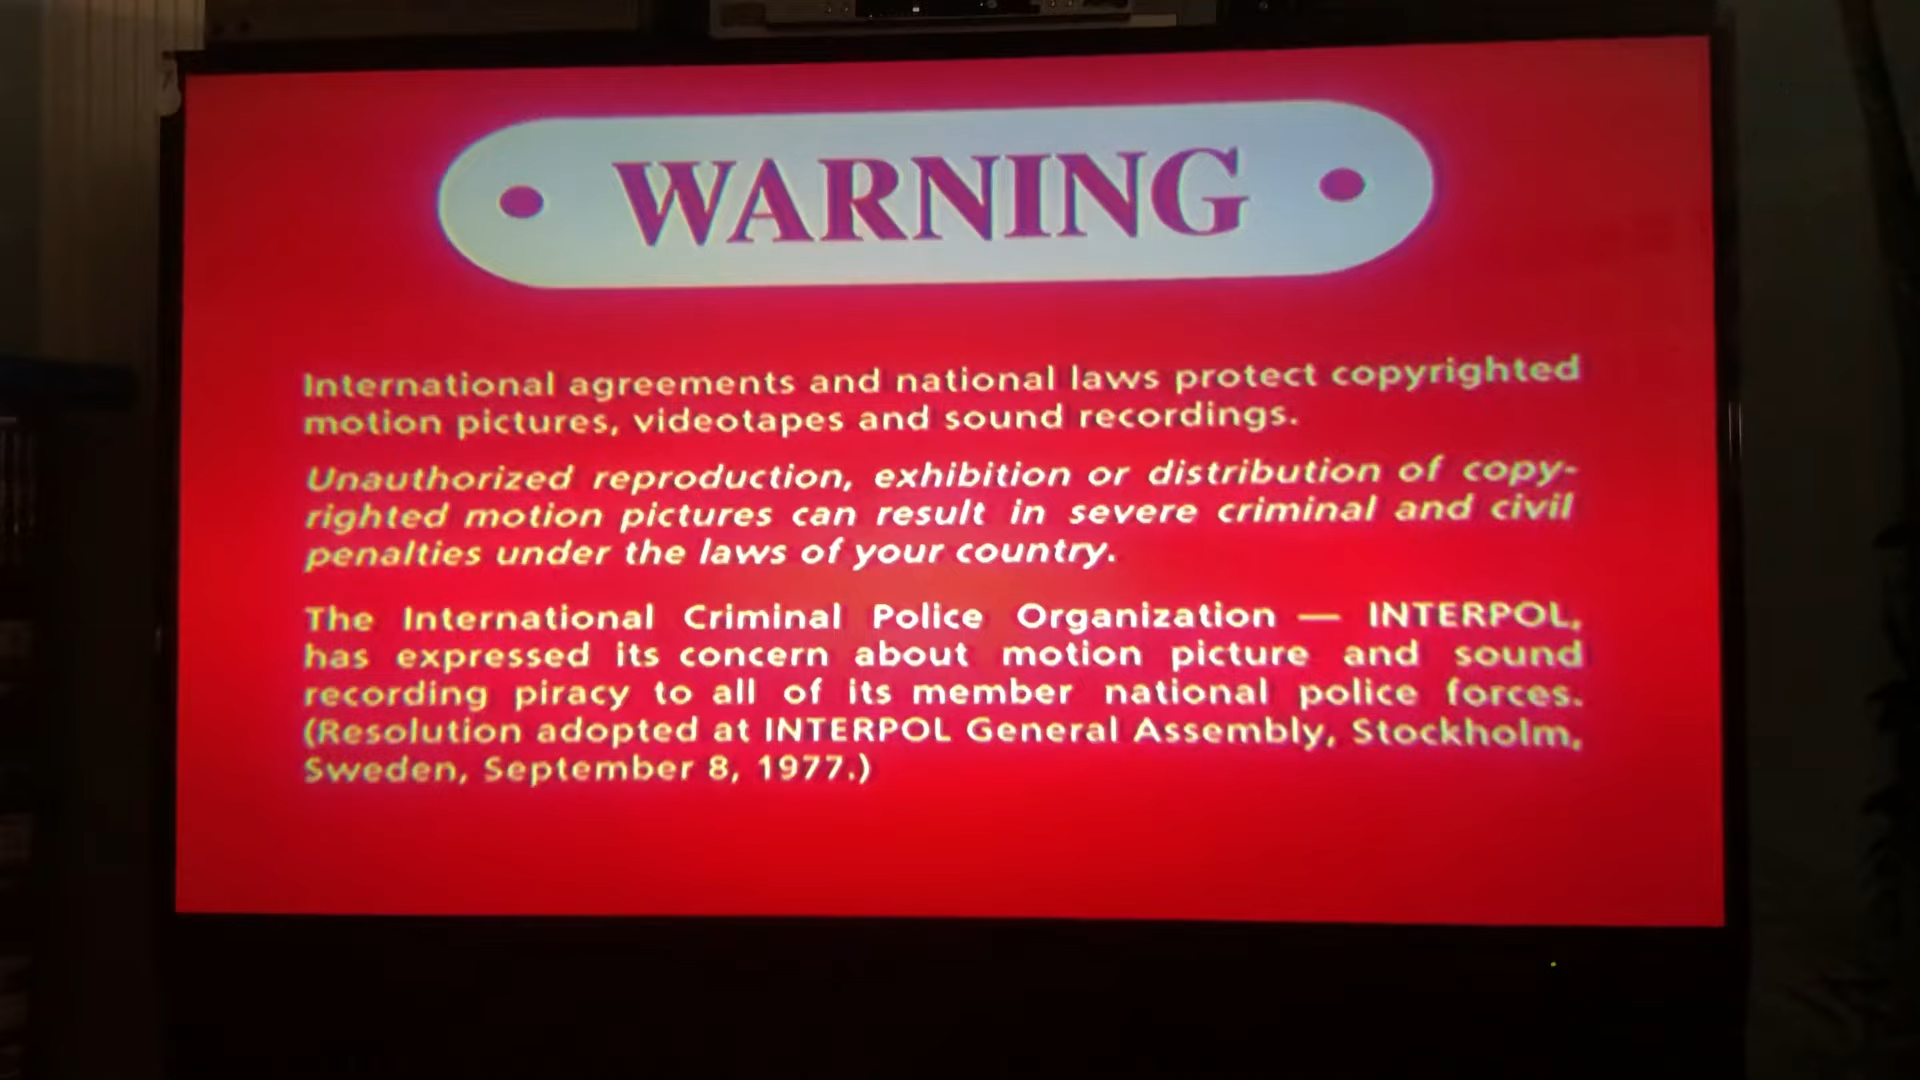 WARNING
International agreements and national laws protect copyrighted
motion pictures, videotapes and sound recordings.
Unauthorized reproduction, exhibition or distribution of copy-
righted motion pictures can result in severe criminal and civil
penalties under the laws of your country.
The International Criminal Police Organization — INTERPOL,
has expressed its concern about motion picture and sound
recording piracy to all of its member national police forces.
(Resolution adopted at INTERPOL General Assembly, Stockholm,
Sweden, September 8, 1977.)